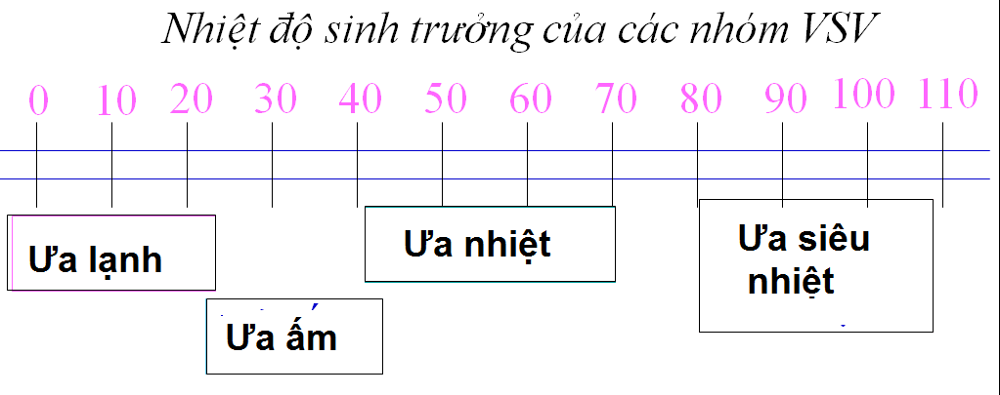 Nhiệt độ sinh trưởng của các nhóm VSV
0 10 20 30 40 50 60 70 80 90 100 110
Ưa lạnh
Ưa ấm
Ưa nhiệt
Ưa siêu
nhiệt